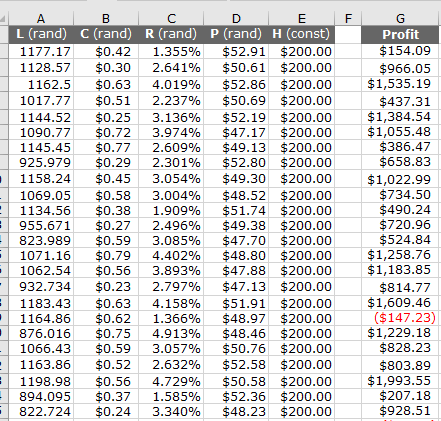 A B C D E F G
L (rand) C (rand) R (rand) P (rand) H (const) Profit
1177.17 $0.42 1.355% $52.91 $200.00 $154.09
1128.57 $0.30 2.641% $50.61 $200.00 $966.05
1162.5 $0.63 4.019% $52.86 $200.00 $1,535.19
1017.77 $0.51 2.237% $50.69 $200.00 $437.31
1144.52 $0.25 3.136% $52.19 $200.00 $1,384.54
1090.77 $0.72 3.974% $47.17 $200.00 $1,055.48
1145.45 $0.77 2.609% $49.13 $200.00 $386.47
925.979 $0.29 2.301% $52.80 $200.00 $658.83
1158.24 $0.45 3.054% $49.30 $200.00 $1,022.99
1069.05 $0.58 3.004% $48.52 $200.00 $734.50
1134.56 $0.38 1.909% $51.74 $200.00 $490.24
955.671 $0.27 2.496% $49.38 $200.00 $720.96
823.989 $0.59 3.085% $47.70 $200.00 $524.84
1071.16 $0.79 4.402% $48.80 $200.00 $1,258.76
1062.54 $0.56 3.893% $47.88 $200.00 $1,183.85
932.734 $0.23 2.797% $47.13 $200.00 $814.77
1183.43 $0.63 4.158% $51.91 $200.00 $1,609.46
1164.86 $0.62 1.366% $48.97 $200.00 ($147.23)
876.016 $0.75 4.913% $48.46 $200.00 $1,229.18
1066.43 $0.59 3.057% $50.76 $200.00 $828.23
1163.86 $0.52 2.632% $52.58 $200.00 $803.89
1198.98 $0.56 4.729% $50.58 $200.00 $1,993.55
894.095 $0.37 1.585% $52.36 $200.00 $207.18
822.724 $0.24 3.340% $48.23 $200.00 $928.51